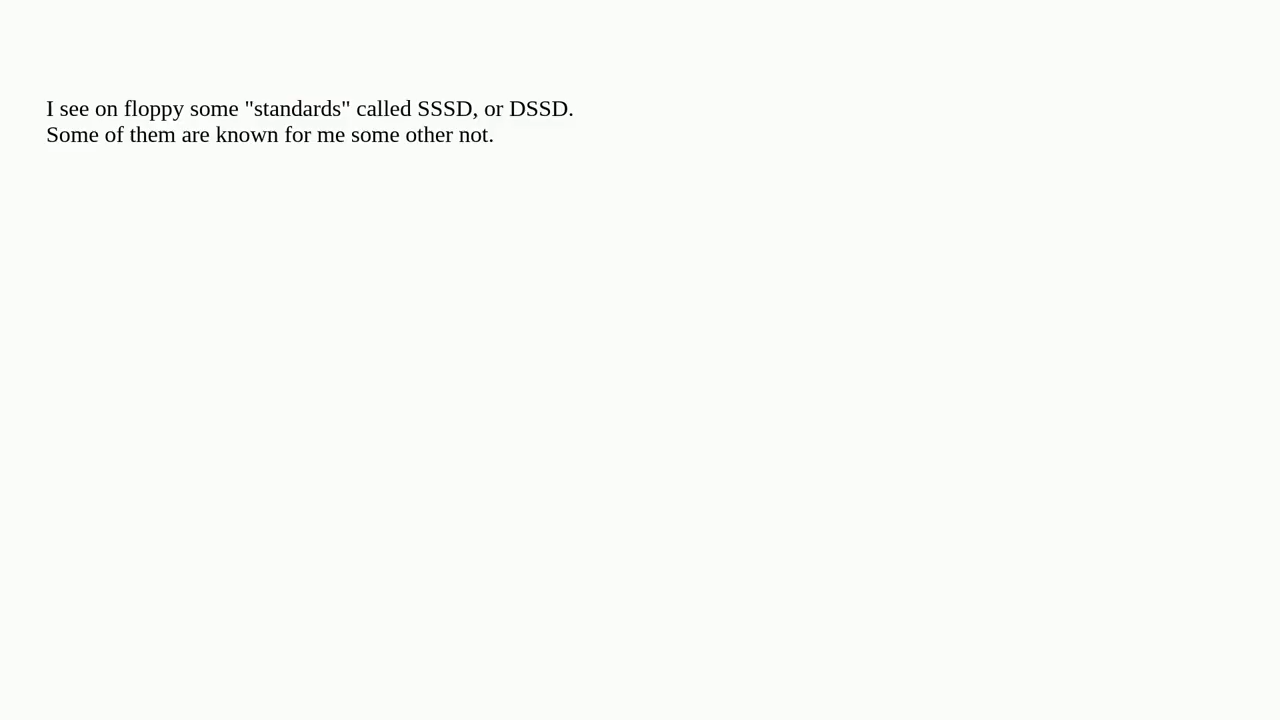 I see on floppy some "standards" called SSSD, or DSSD.
Some of them are known for me some other not.